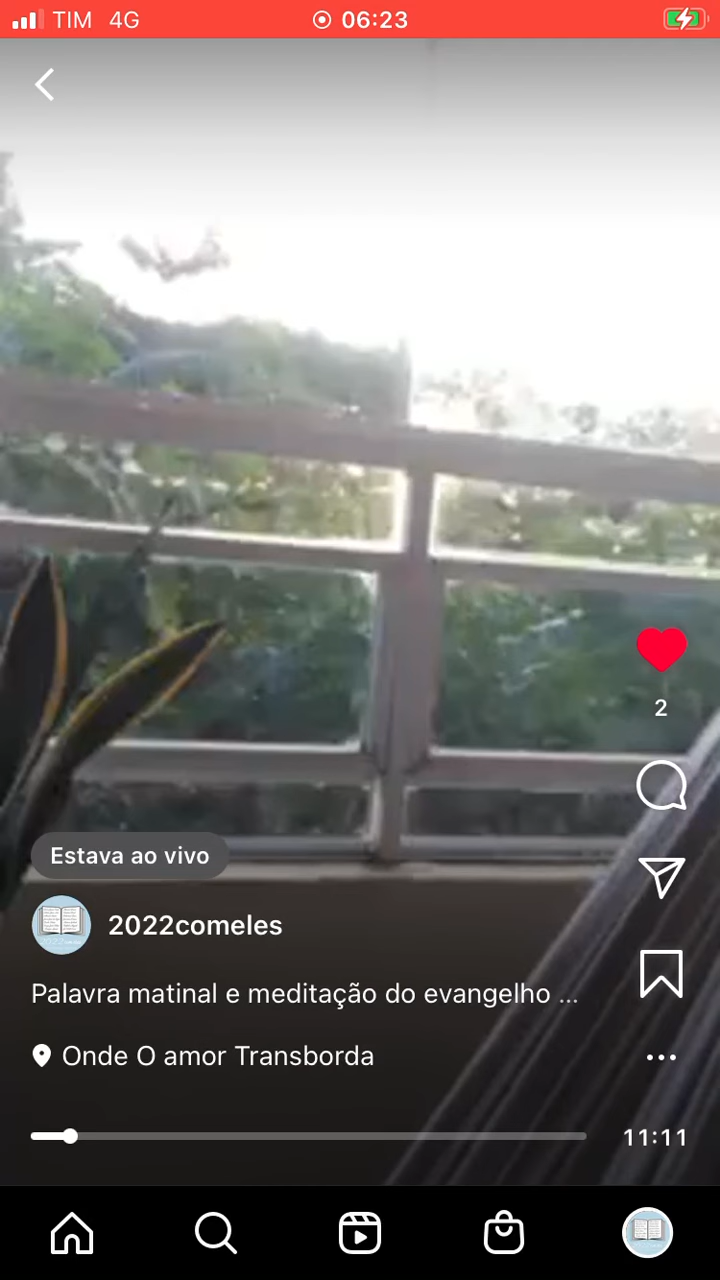 TIM 4G 06:23
Estava ao vivo
2022comeles
Palavra matinal e meditação do evangelho ...
Onde O amor Transborda
2
11:11